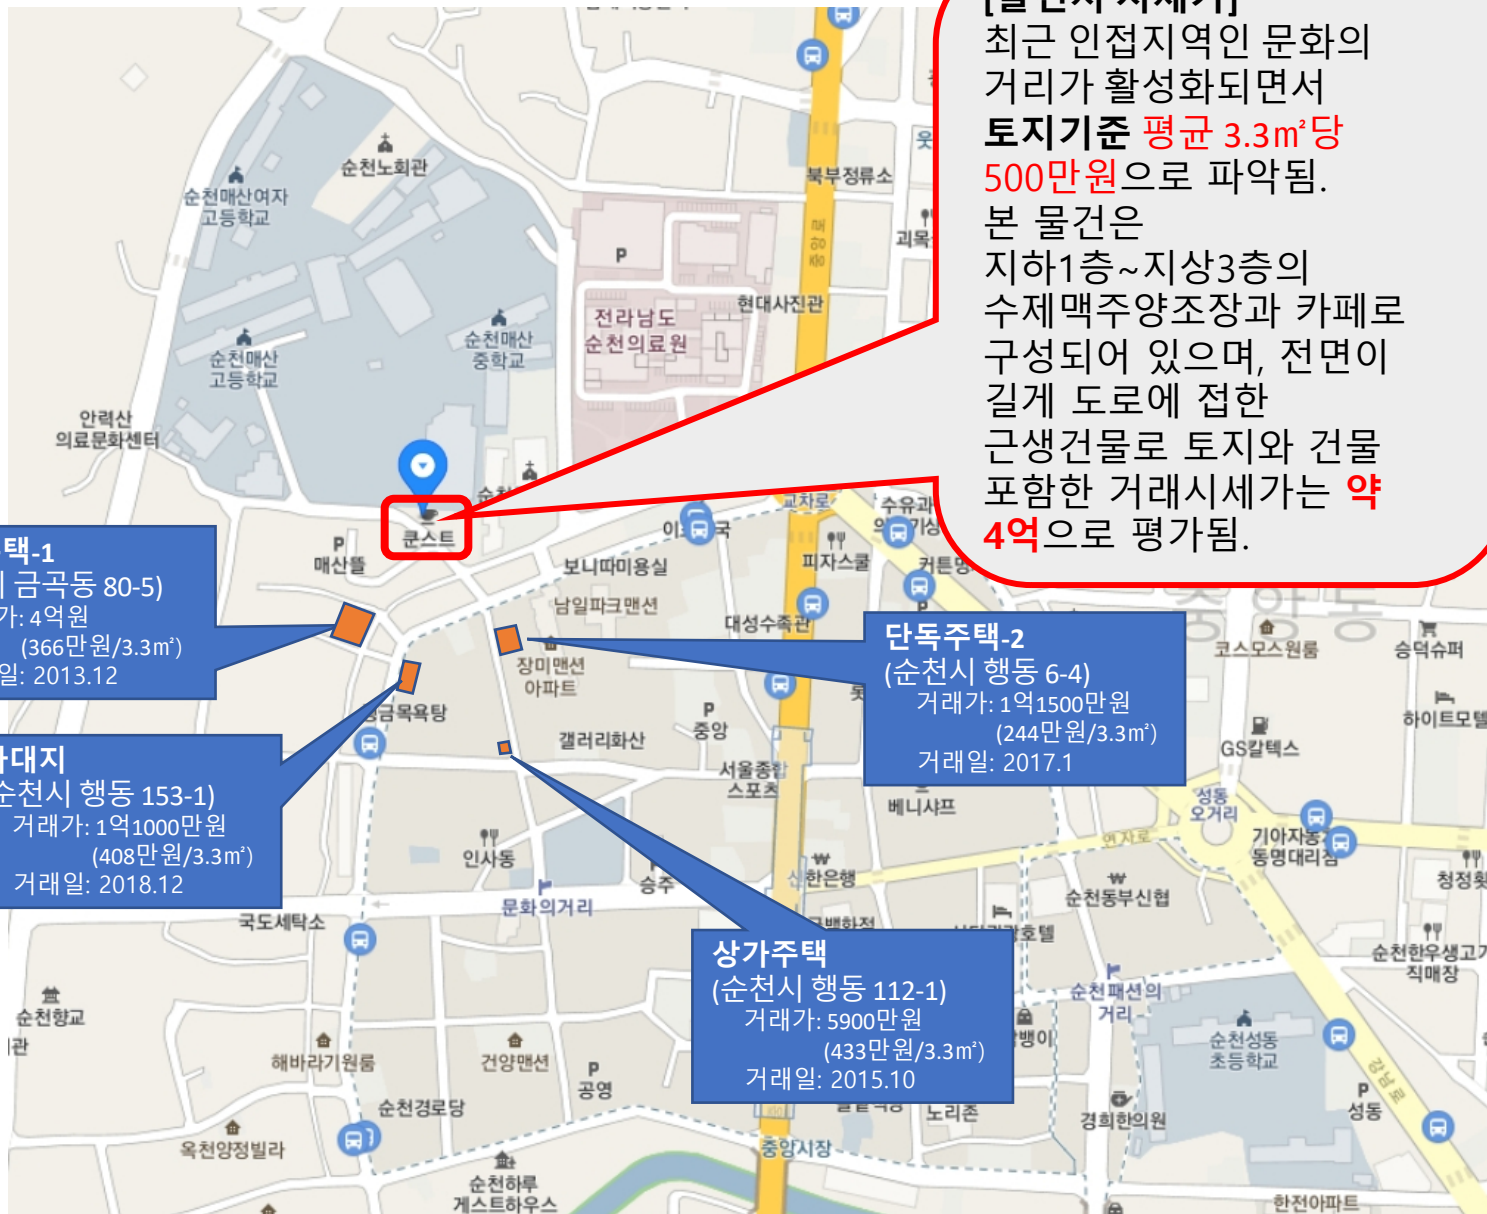 최근 인접지역인 문화의
거리가 활성화되면서
토지기준 평균 3.3㎡당
500만원으로 파악됨.
본 물건은
지하1층~지상3층의
수제맥주양조장과 카페로
구성되어 있으며, 전면이
길게 도로에 접한
근생건물로 토지와 건물
포함한 거래시세가는 약
4억으로 평가됨.
북부정류소
순천노회관
순천매산여자
고등학교
P
중앙로
현대사진관
전라남도
순천의료원
순천매산
중학교
순천매산
고등학교
안력산
의료문화센터
교차로
쿤스트
P
매산뜰
보니따미용실
피자스쿨
남일파크맨션
대성수족관
장미맨션
아파트
중앙동
코스모스원룸
승덕슈퍼
택-1
금곡동 80-5)
가: 4억원
(366만원/3.3㎡)
일: 2013.12
단독주택-2
(순천시 행동 6-4)
거래가: 1억1500만원
(244만원/3.3㎡)
거래일: 2017.1
하이트모텔
금목욕탕
갤러리화산
P
중앙
GS칼텍스
서울종합
스포츠
베니샤프
성동
오거리
대지
순천시 행동 153-1)
거래가: 1억1000만원
(408만원/3.3㎡)
거래일: 2018.12
연자로
기아자동
동명대리점
인사동
승주
신한은행
청정횟
순천동부신협
문화의거리
국도세탁소
상가주택
(순천시 행동 112-1)
거래가: 5900만원
(433만원/3.3㎡)
거래일: 2015.10
호텔
순천한우생고기
직매장
순천패션의
거리
순천향교
관
뱅이
순천성동
초등학교
해바라기원룸
건양맨션
P
공영
강남로
순천경로당
노리존
경희한의원
P
성동
옥천양정빌라
중앙시장
순천하루
게스트하우스
한전아파트